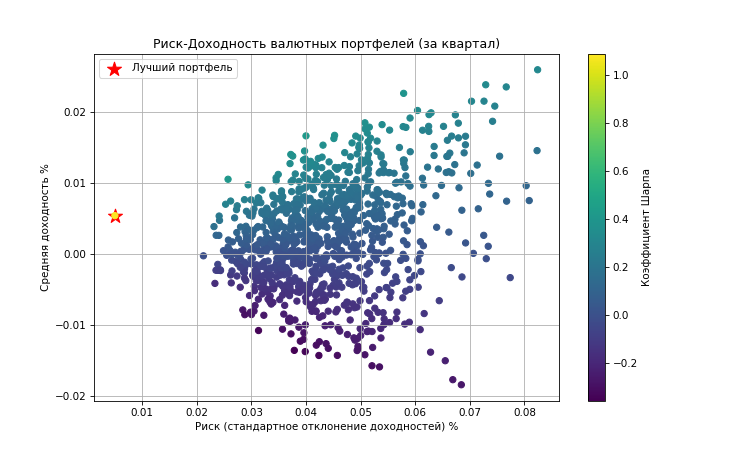 Риск-Доходность валютных портфелей (за квартал)
Лучший портфель
Средняя доходность %
0.02
0.01
0.00
−0.01
−0.02
0.01 0.02 0.03 0.04 0.05 0.06 0.07 0.08
Риск (стандартное отклонение доходностей) %
1.0
0.8
0.6
0.4
0.2
0.0
−0.2
Коэффициент Шарпа